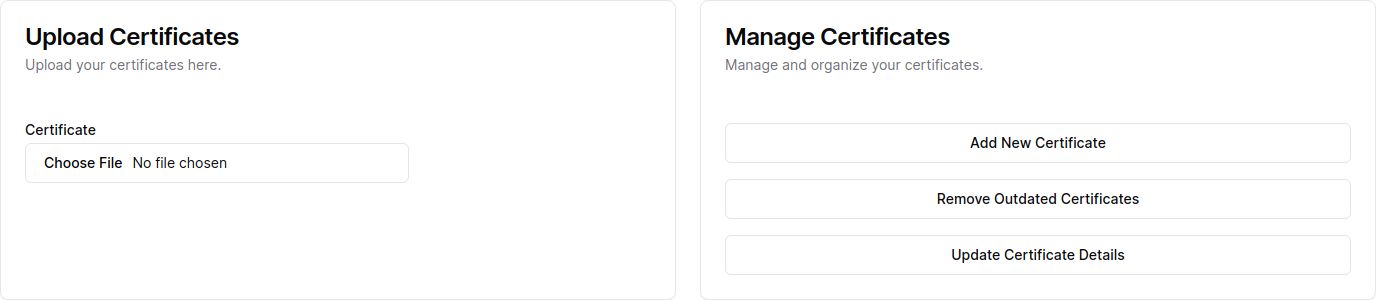 Upload Certificates
Upload your certificates here.
Certificate
Choose File No file chosen
Manage Certificates
Manage and organize your certificates.
Add New Certificate
Remove Outdated Certificates
Update Certificate Details